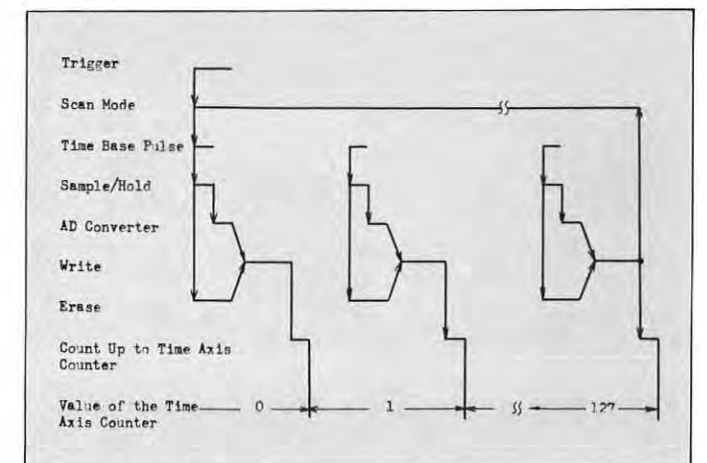 Trigger
Scan Mode
Time Base Pulse
Sample/Hold
AD Converter
Write
Erase
Count Up to Time Axis
Counter
Value of the Time 0 1 127
Axis Counter